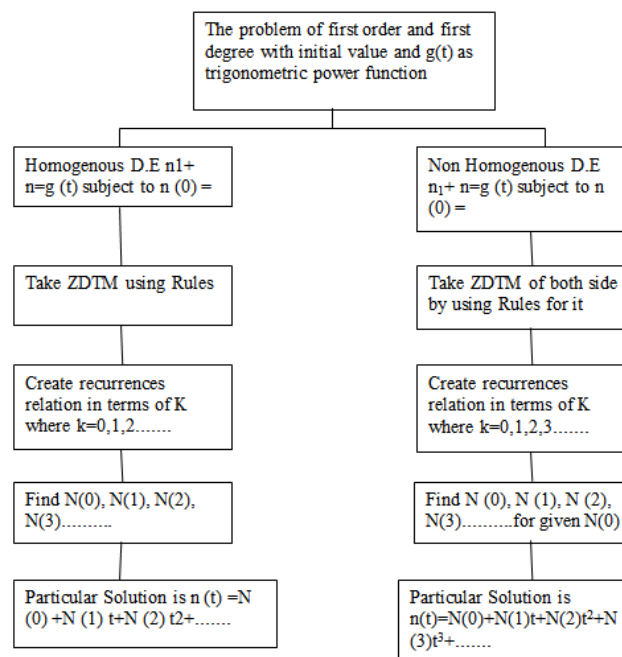 The problem of first order and first
degree with initial value and g(t) as
trigonometric power function
Homogenous D.E n1+
n=g (t) subject to n (0) =
Non Homogenous D.E
n₁+ n=g (t) subject to n
(0) =
Take ZDTM using Rules
Take ZDTM of both side
by using Rules for it
Create recurrences
relation in terms of K
where k=0,1,2.......
Create recurrences
relation in terms of K
where k=0,1,2,3.......
Find N(0), N(1), N(2),
N(3)..........
Find N (0), N (1), N (2),
N(3)..........for given N(0)
Particular Solution is n (t) =N
(0) +N (1) t+N (2) t2+.......
Particular Solution is
n(t)=N(0)+N(1)t+N(2)t²+N
(3)t³+.......